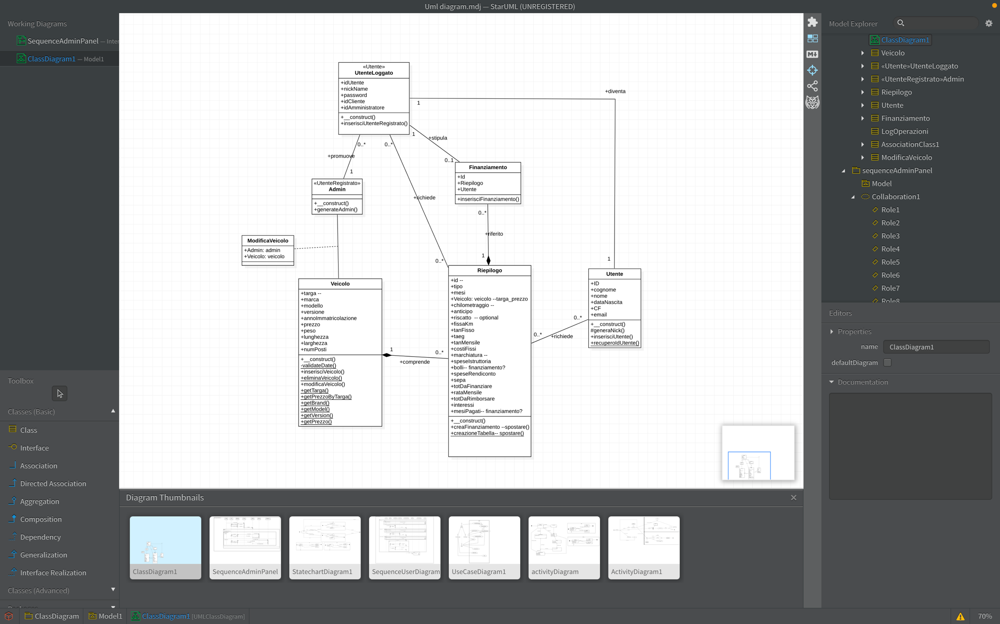 Uml diagram.mdj — StarUML (UNREGISTERED)
Working Diagrams
SequenceAdminPanel — Inter
ClassDiagram1 — Model1
Toolbox
Classes (Basic)
Class
Interface
Association
Directed Association
Aggregation
Composition
Dependency
Generalization
Interface Realization
Classes (Advanced)
«Utente»
UtenteLoggato
+idUtente
+nickName
+password
+idCliente
+idAmministratore
+__construct()
+inserisciUtenteRegistrato()
1
+diventa
1
+stipula
0..1
0..*
0..*
+promuove
1
+richiede
0..*
«UtenteRegistrato»
Admin
+__construct()
+generateAdmin()
Finanziamento
+Id
+Riepilogo
+Utente
+inserisciFinanziamento()
0..*
+riferito
1
1
ModificaVeicolo
+Admin: admin
+Veicolo: veicolo
Veicolo
+targa --
+marca
+modello
+versione
+annoImmatricolazione
+prezzo
+peso
+lunghezza
+larghezza
+numPosti
+__construct()
-validateDate()
+inserisciVeicolo()
+eliminaVeicolo()
+modificaVeicolo()
+getTarga()
+getPrezzoByTarga()
+getBrand()
+getModel()
+getVersion()
+getPrezzo()
1
0..*
+comprende
Riepilogo
+id --
+tipo
+mesi
+Veicolo: veicolo --targa_prezzo
+chilometraggio --
+anticipo
+riscatto  -- optional
+fissaKm
+tanFisso
+taeg
+tanMensile
+costiFissi
+marchiatura --
+speseIstruttoria
+bolli-- finanziamento?
+speseRendiconto
+sepa
+totDaFinanziare
+rataMensile
+totDaRimborsare
+interessi
+mesiPagati-- finanziamento?
+__construct()
+creaFinanziamento --spostare()
+creazioneTabella-- spostare()
0..*
+richiede
0..*
Utente
+ID
+cognome
+nome
+dataNascita
+CF
+email
+__construct()
#generaNick()
+inserisciUtente()
+recuperoIdUtente()
Diagram Thumbnails
ClassDiagram1
SequenceAdminPanel
StatechartDiagram1
SequenceUserDiagram
UseCaseDiagram1
activityDiagram
ActivityDiagram1
M
Model Explorer
ClassDiagram1
Veicolo
«Utente»UtenteLoggato
«UtenteRegistrato»Admin
Riepilogo
Utente
Finanziamento
LogOperazioni
AssociationClass1
ModificaVeicolo
sequenceAdminPanel
Model
Collaboration1
Role1
Role2
Role3
Role4
Role5
Role6
Role7
Role8
Editors
Properties
name
ClassDiagram1
defaultDiagram
Documentation
ClassDiagram
Model1
ClassDiagram1 [UMLClassDiagram]
70%